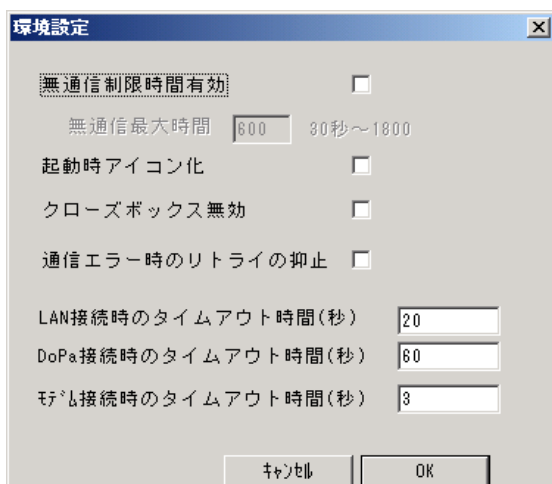 環境設定
無通信制限時間有効
無通信最大時間 600 30秒～1800
起動時アイコン化
クローズボックス無効
通信エラー時のリトライの抑止
LAN接続時のタイムアウト時間(秒) 20
DoPa接続時のタイムアウト時間(秒) 60
ﾓﾃﾞﾑ接続時のタイムアウト時間(秒) 3
ｷｬﾝｾﾙ OK